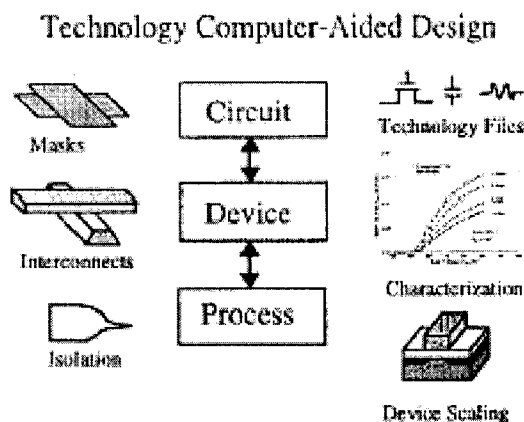 Technology Computer-Aided Design
Circuit
Masks
Technology Files
Device
Interconnects
Characterization
Process
Isolation
Device Scaling